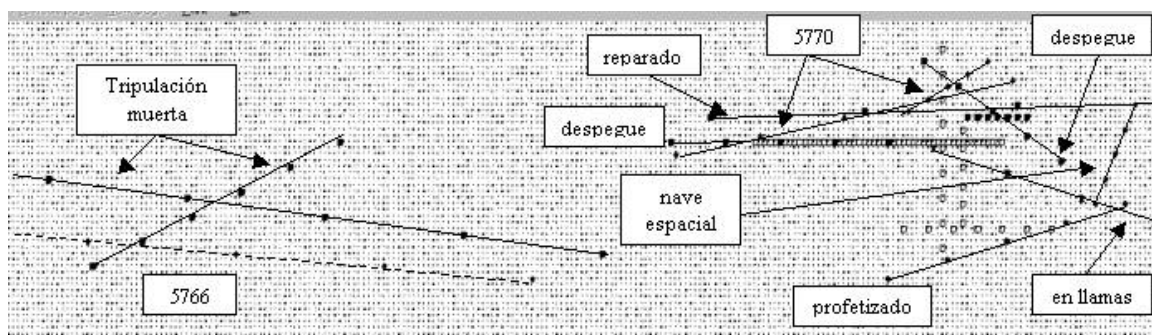 5770
despegue
reparado
Tripulación
muerta
despegue
nave
espacial
5766
profetizado
en llamas